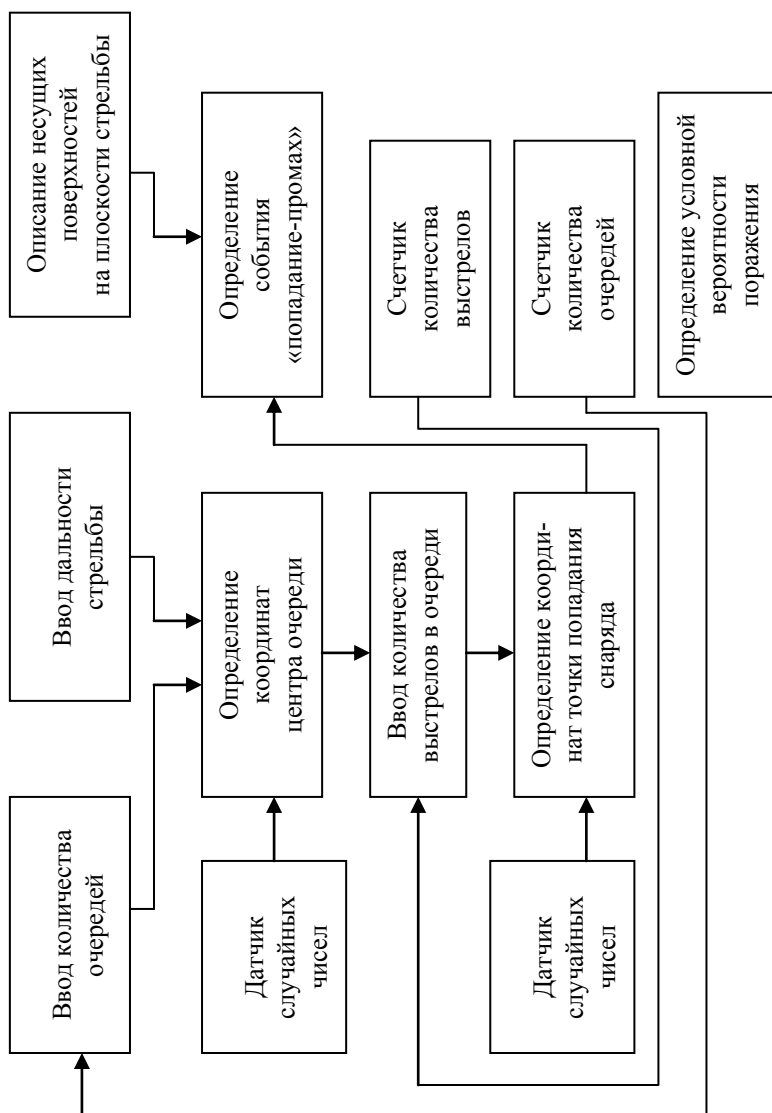 Ввод количества
очередей
Ввод дальности
стрельбы
Описание несущих
поверхностей
на плоскости стрельбы
Датчик
случайных
чисел
Определение
координат
центра очереди
Определение
события
«попадание-промах»
Ввод количества
выстрелов в очереди
Счетчик
количества
выстрелов
Датчик
случайных
чисел
Определение коорди-
нат точки попадания
снаряда
Счетчик
количества
очередей
Определение условной
вероятности
поражения